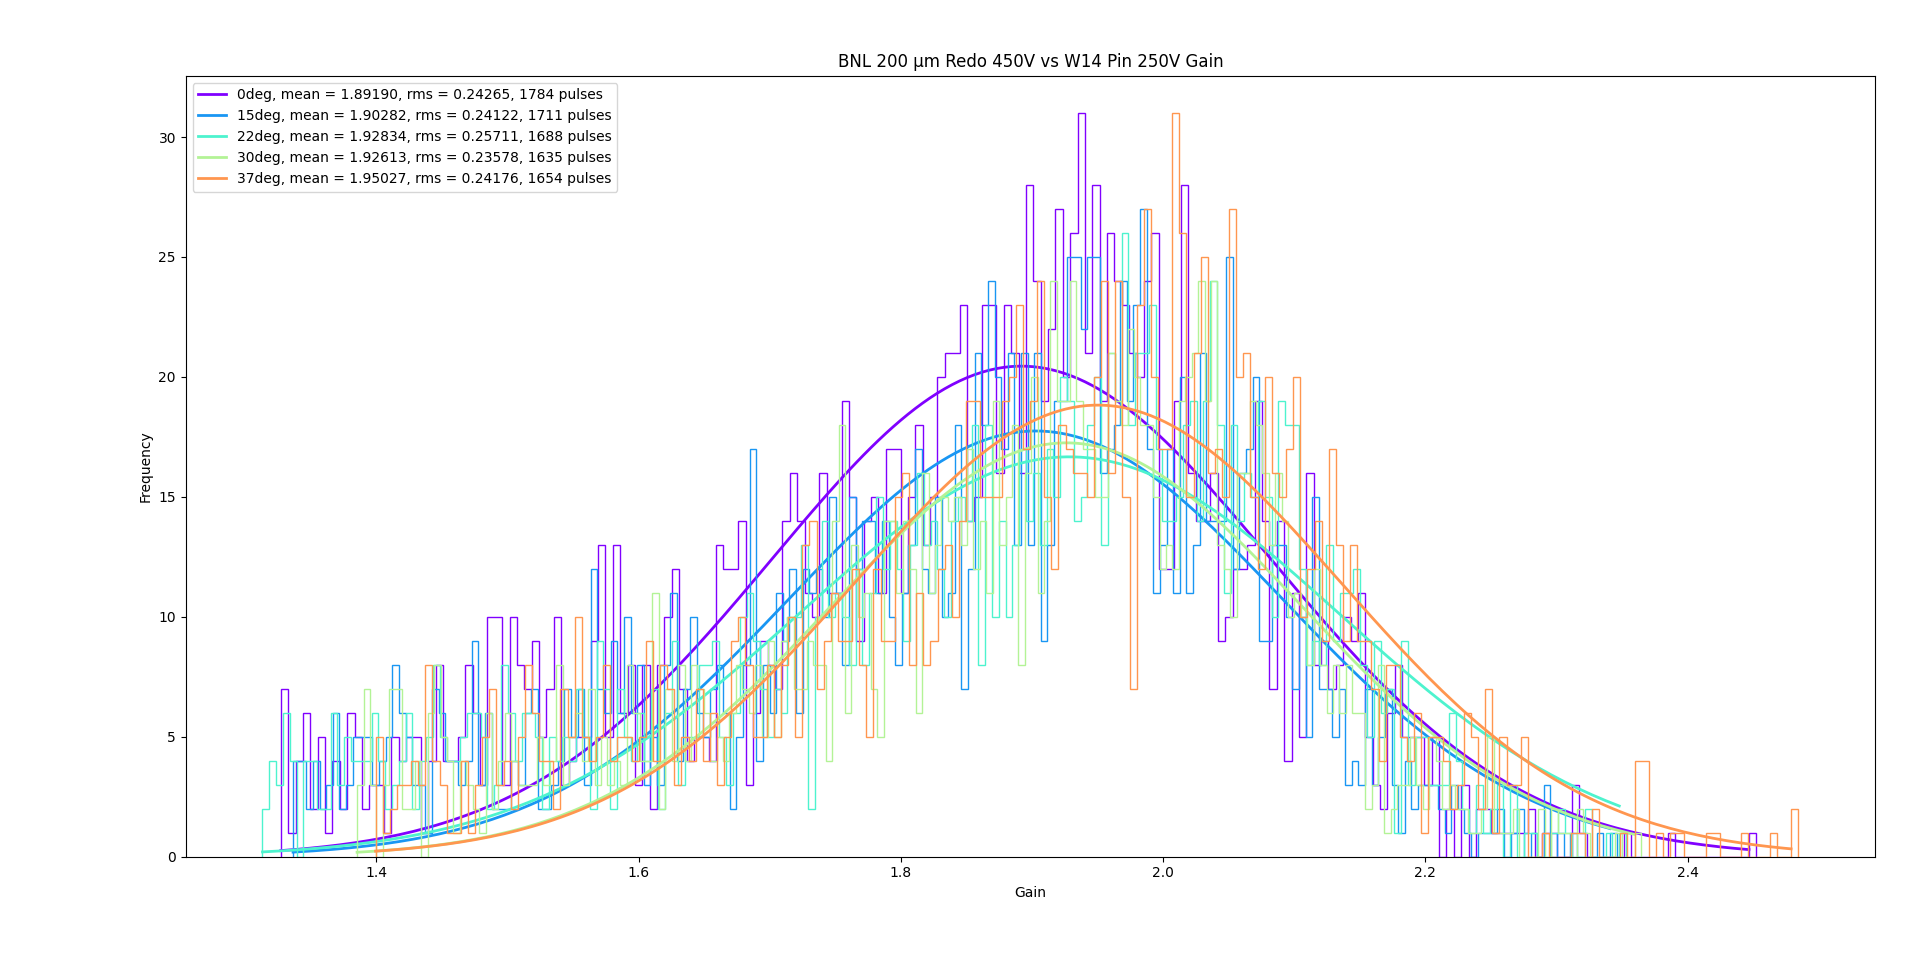 BNL 200 μm Redo 450V vs W14 Pin 250V Gain
0deg, mean = 1.89190, rms = 0.24265, 1784 pulses
15deg, mean = 1.90282, rms = 0.24122, 1711 pulses
22deg, mean = 1.92834, rms = 0.25711, 1688 pulses
30deg, mean = 1.92613, rms = 0.23578, 1635 pulses
37deg, mean = 1.95027, rms = 0.24176, 1654 pulses
30
25
20
15
10
5
0
Frequency
1.4 1.6 1.8 2.0 2.2 2.4
Gain